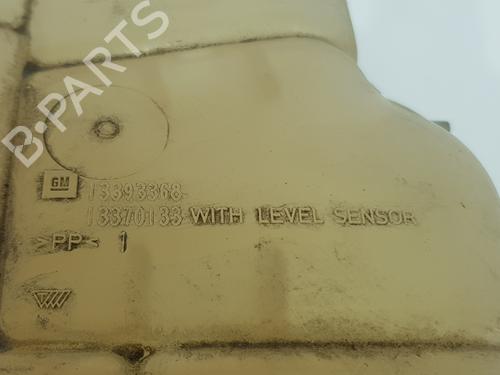 B-PARTS
GM 13393368
13370133 WITH LEVEL SENSOR
>PP< 1